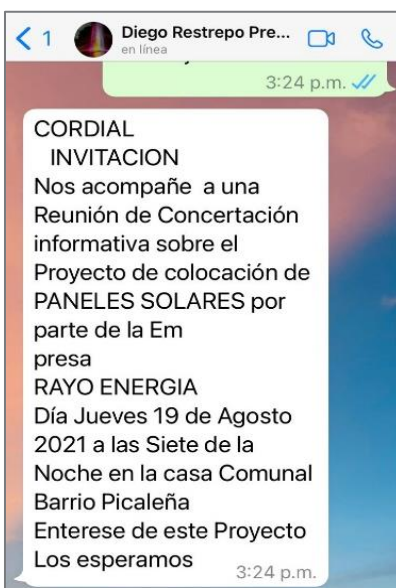 1 Diego Restrepo Pre...
en línea
3:24 p.m.
CORDIAL
INVITACION
Nos acompañe a una
Reunión de Concertación
informativa sobre el
Proyecto de colocación de
PANELES SOLARES por
parte de la Em
presa
RAYO ENERGIA
Día Jueves 19 de Agosto
2021 a las Siete de la
Noche en la casa Comunal
Barrio Picaleña
Enterese de este Proyecto
Los esperamos 3:24 p.m.